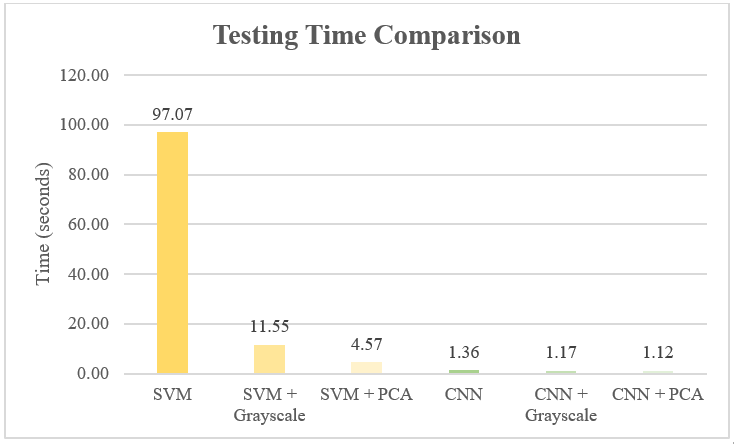 Testing Time Comparison
Time (seconds)
120.00
100.00
80.00
60.00
40.00
20.00
0.00
97.07
11.55
4.57
1.36
1.17
1.12
SVM
SVM +
Grayscale
SVM + PCA
CNN
CNN +
Grayscale
CNN + PCA